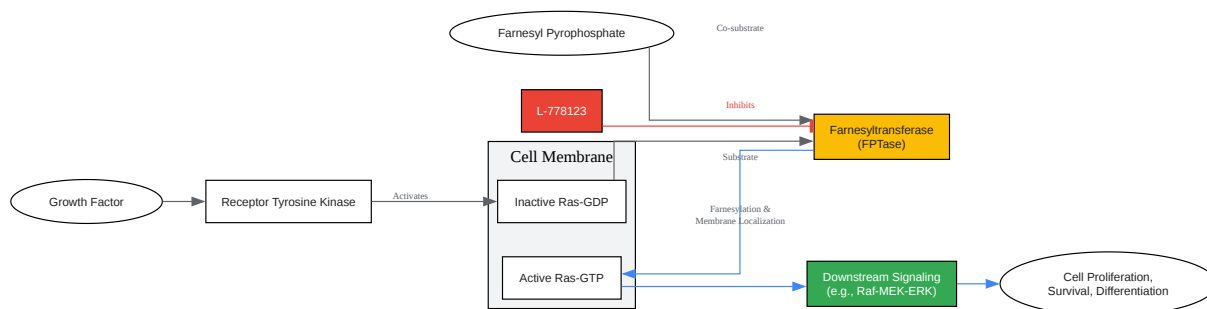 Farnesyl Pyrophosphate
Co-substrate
L-778123
Inhibits
Farnesyltransferase
(FPTase)
Cell Membrane
Substrate
Growth Factor
Receptor Tyrosine Kinase
Activates
Inactive Ras-GDP
Farnesylation &
Membrane Localization
Active Ras-GTP
Downstream Signaling
(e.g., Raf-MEK-ERK)
Cell Proliferation,
Survival, Differentiation